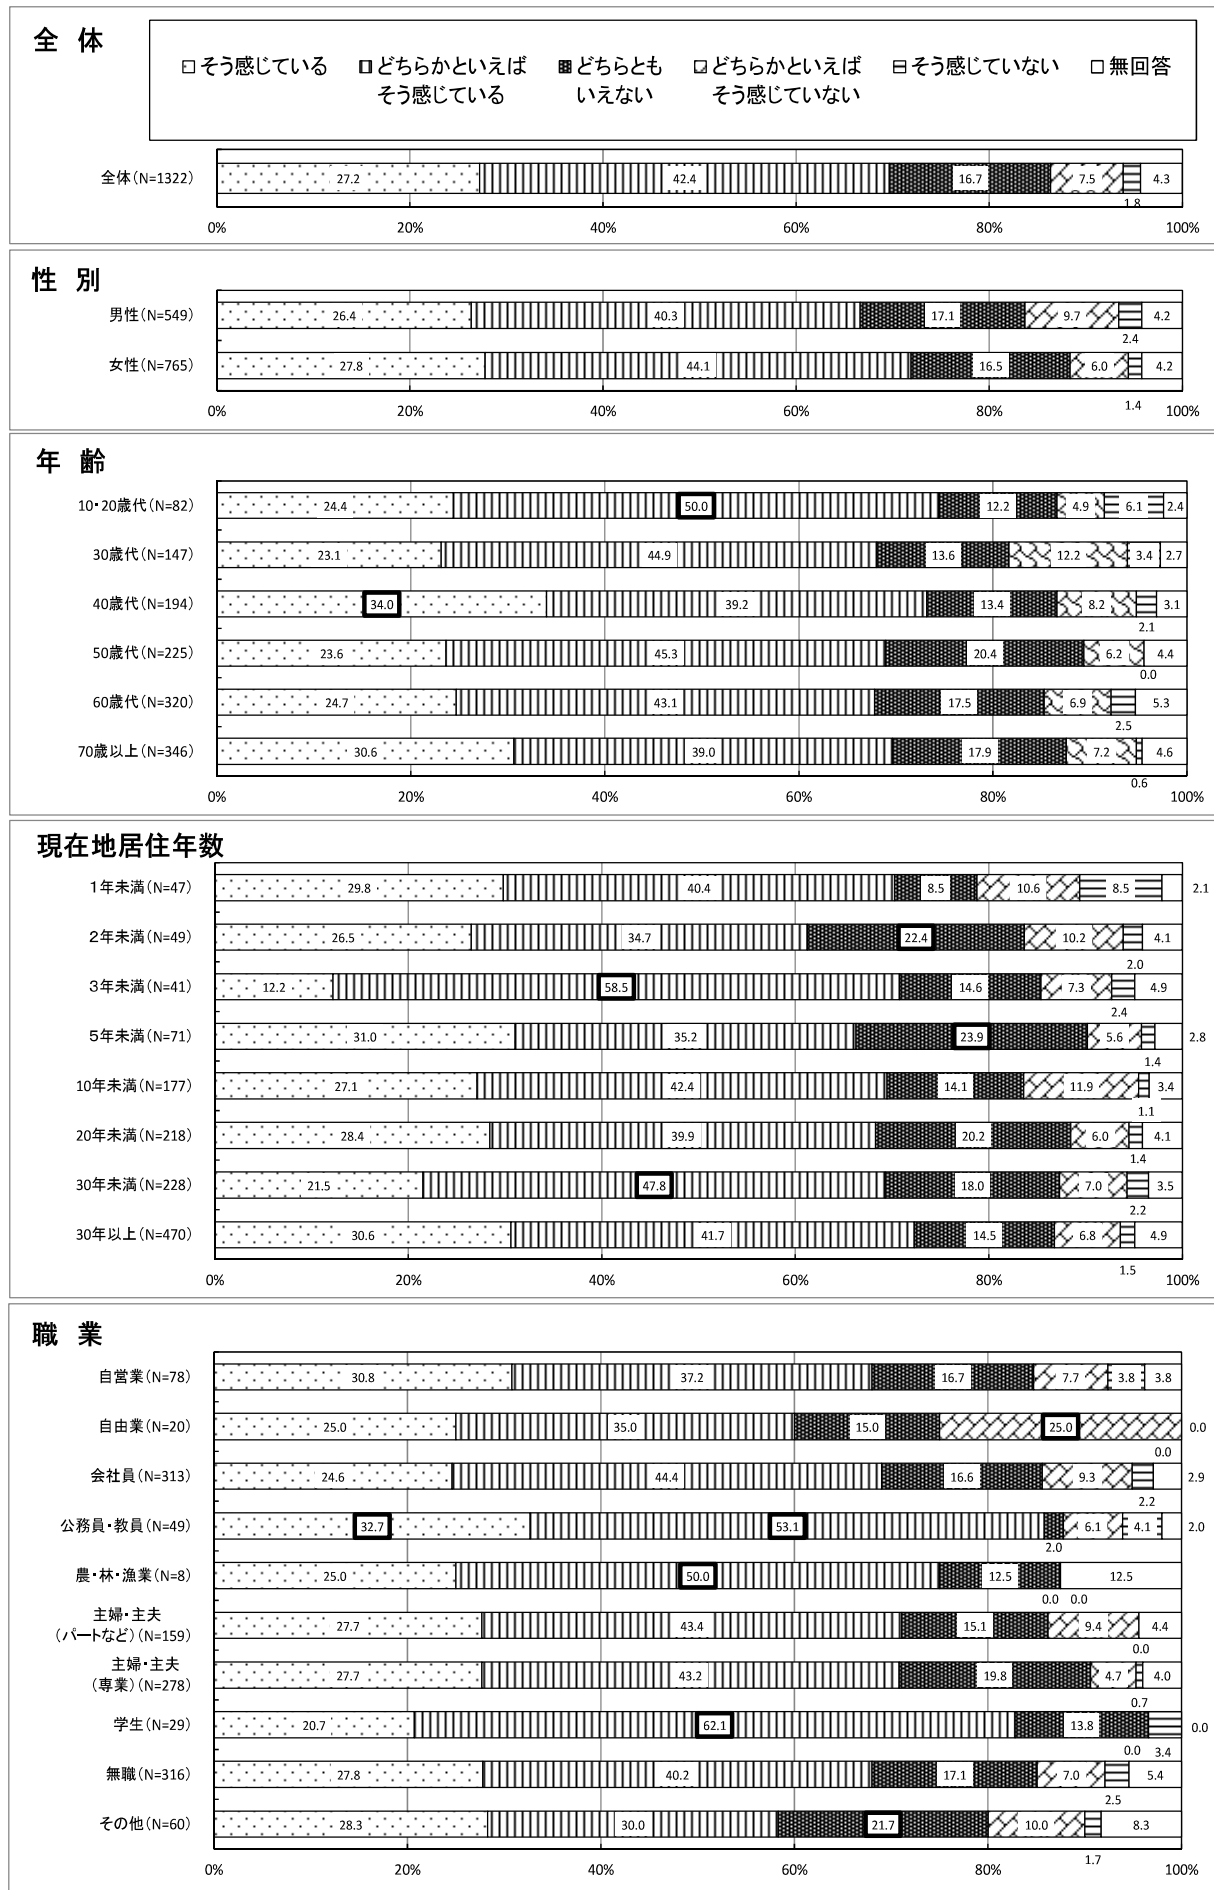 全 体
そう感じている どちらかといえば どちらとも どちらかといえば そう感じていない 無回答
そう感じている いえない そう感じていない
全体(N=1322) 27.2 42.4 16.7 7.5 4.3
1.8
0% 20% 40% 60% 80% 100%
性 別
男性(N=549) 26.4 40.3 17.1 9.7 4.2
2.4
女性(N=765) 27.8 44.1 16.5 6.0 4.2
1.4
0% 20% 40% 60% 80% 100%
年 齢
10・20歳代(N=82) 24.4 50.0 12.2 4.9 6.1 2.4
30歳代(N=147) 23.1 44.9 13.6 12.2 3.4 2.7
40歳代(N=194) 34.0 39.2 13.4 8.2 3.1
2.1
50歳代(N=225) 23.6 45.3 20.4 6.2 4.4
0.0
60歳代(N=320) 24.7 43.1 17.5 6.9 5.3
2.5
70歳以上(N=346) 30.6 39.0 17.9 7.2 4.6
0.6
0% 20% 40% 60% 80% 100%
現在地居住年数
1年未満(N=47) 29.8 40.4 8.5 10.6 8.5 2.1
2年未満(N=49) 26.5 34.7 22.4 10.2 4.1
2.0
3年未満(N=41) 12.2 58.5 14.6 7.3 4.9
2.4
5年未満(N=71) 31.0 35.2 23.9 5.6 2.8
1.4
10年未満(N=177) 27.1 42.4 14.1 11.9 3.4
1.1
20年未満(N=218) 28.4 39.9 20.2 6.0 4.1
1.4
30年未満(N=228) 21.5 47.8 18.0 7.0 3.5
2.2
30年以上(N=470) 30.6 41.7 14.5 6.8 4.9
1.5
0% 20% 40% 60% 80% 100%
職 業
自営業(N=78) 30.8 37.2 16.7 7.7 3.8 3.8
自由業(N=20) 25.0 35.0 15.0 25.0 0.0
0.0
会社員(N=313) 24.6 44.4 16.6 9.3 2.9
2.2
公務員・教員(N=49) 32.7 53.1 6.1 4.1 2.0
2.0
農・林・漁業(N=8) 25.0 50.0 12.5 12.5
0.0 0.0
主婦・主夫
(パートなど)(N=159) 27.7 43.4 15.1 9.4 4.4
0.0
主婦・主夫
(専業)(N=278) 27.7 43.2 19.8 4.7 4.0
0.7
学生(N=29) 20.7 62.1 13.8 0.0
0.0 3.4
無職(N=316) 27.8 40.2 17.1 7.0 5.4
2.5
その他(N=60) 28.3 30.0 21.7 10.0 8.3
1.7
0% 20% 40% 60% 80% 100%